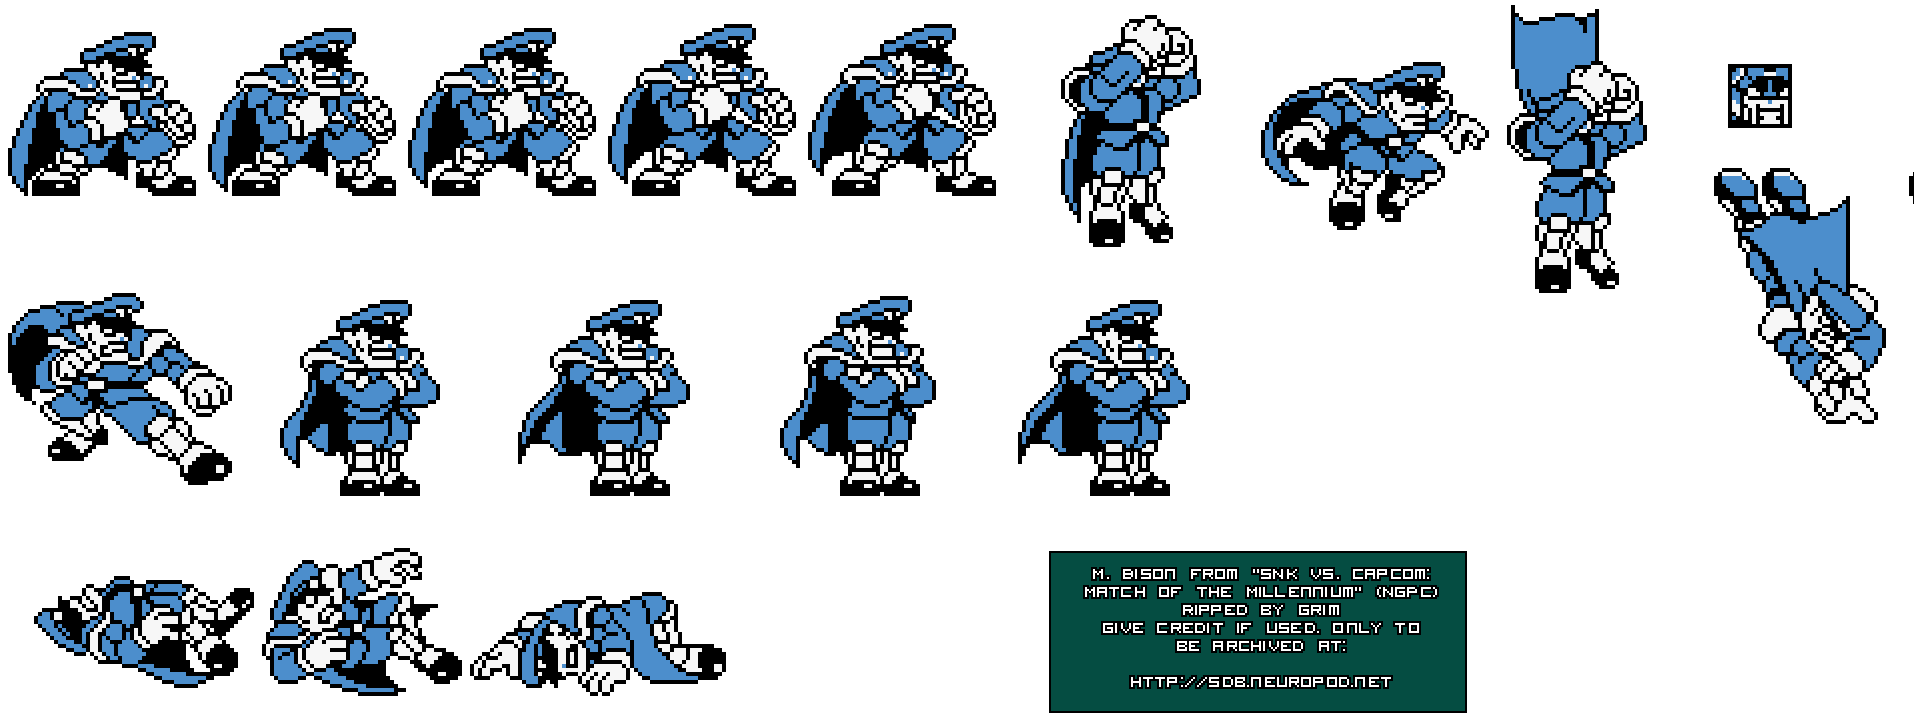 M. BISON FROM "SNK VS. CAPCOM:
MATCH OF THE MILLENNIUM" (NGPC)
RIPPED BY GRIM
GIVE CREDIT IF USED. ONLY TO
BE ARCHIVED AT:
HTTP://SDB.NEUROPOD.NET